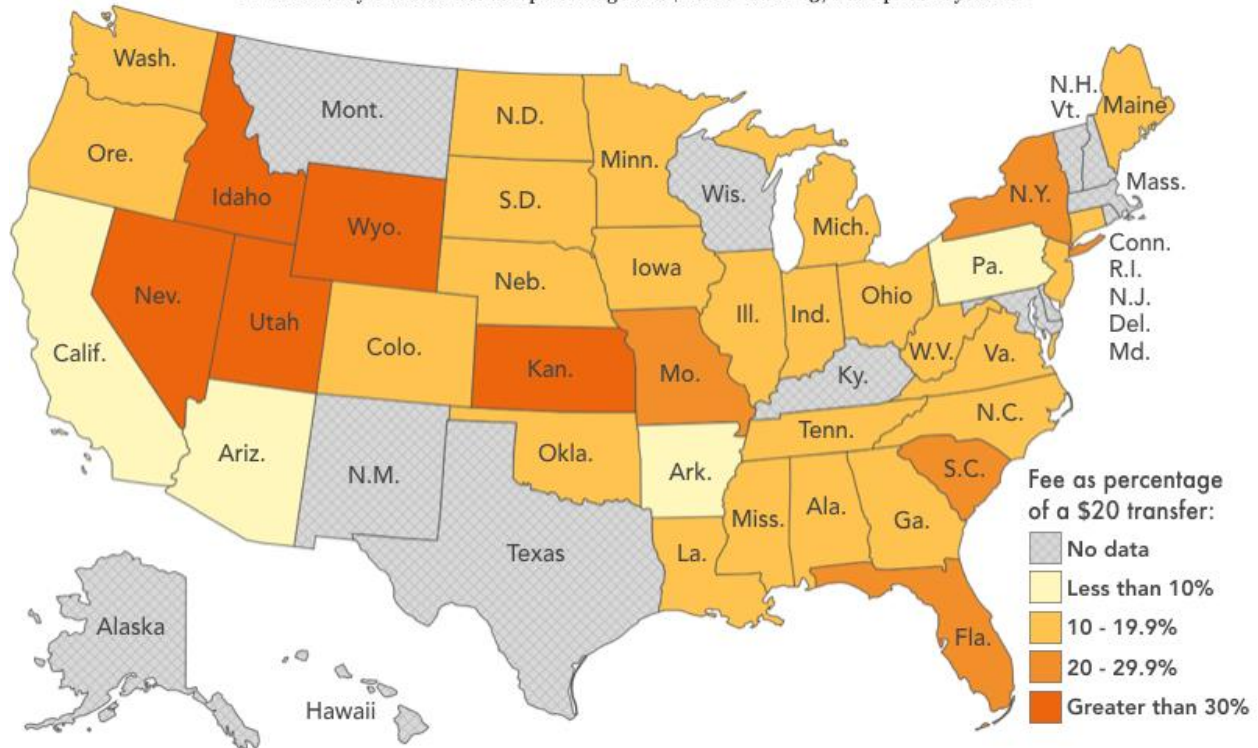 Wash.
Mont.
N.D.
Minn.
N.H.
Vt.
Maine
Ore.
Idaho
Wyo.
S.D.
Wis.
Mich.
N.Y.
Mass.
Conn.
R.I.
N.J.
Del.
Md.
Nev.
Utah
Colo.
Neb.
Iowa
Ill.
Ind.
Ohio
Pa.
Calif.
Kan.
Mo.
Ky.
W.V.
Va.
Ariz.
N.M.
Okla.
Ark.
Tenn.
N.C.
S.C.
Texas
La.
Miss.
Ala.
Ga.
Fla.
Alaska
Hawaii
Fee as percentage
of a $20 transfer:
No data
Less than 10%
10 - 19.9%
20 - 29.9%
Greater than 30%